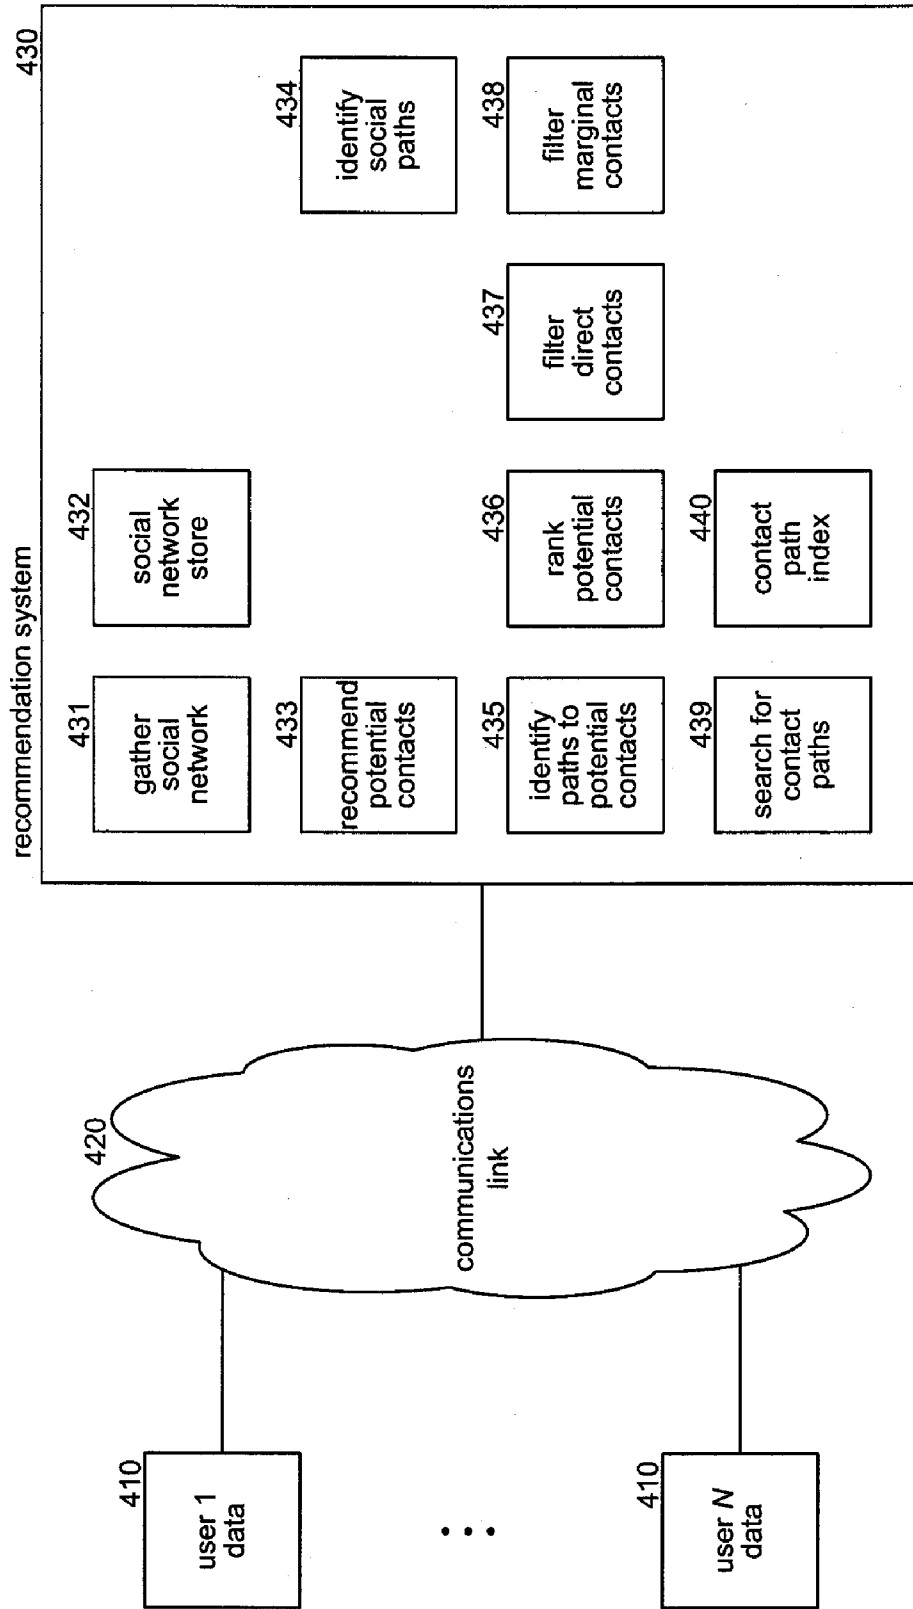 recommendation system
430
431
gather
social
network
432
social
network
store
433
recommend
potential
contacts
434
identify
social
paths
435
identify
paths to
potential
contacts
436
rank
potential
contacts
437
filter
direct
contacts
438
filter
marginal
contacts
439
search for
contact
paths
440
contact
path
index
420
communications
link
410
user 1
data
410
user N
data